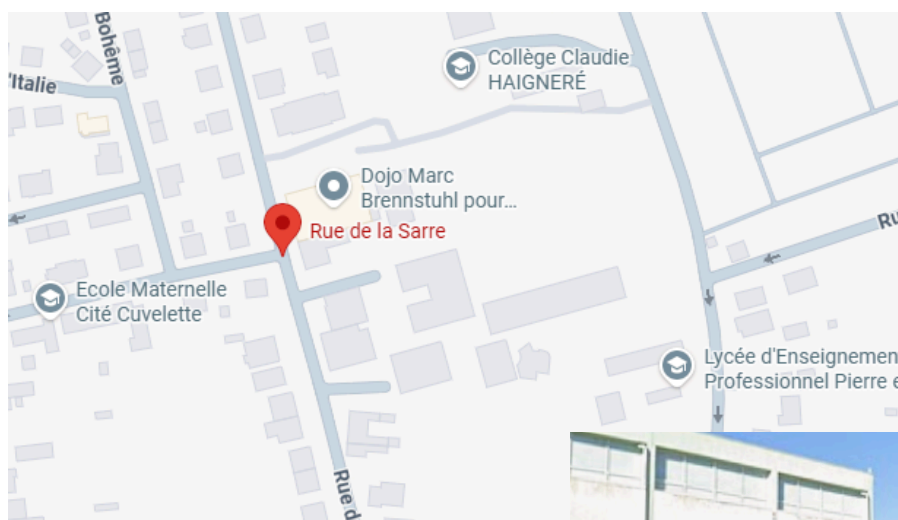 Bohême
l'Italie
Collège Claudie
HAIGNERÉ
Dojo Marc
Brennstuhl pour...
Rue de la Sarre
Ru
Ecole Maternelle
Cité Cuvelette
Lycée d'Enseignemen
Professionnel Pierre e
Rue d